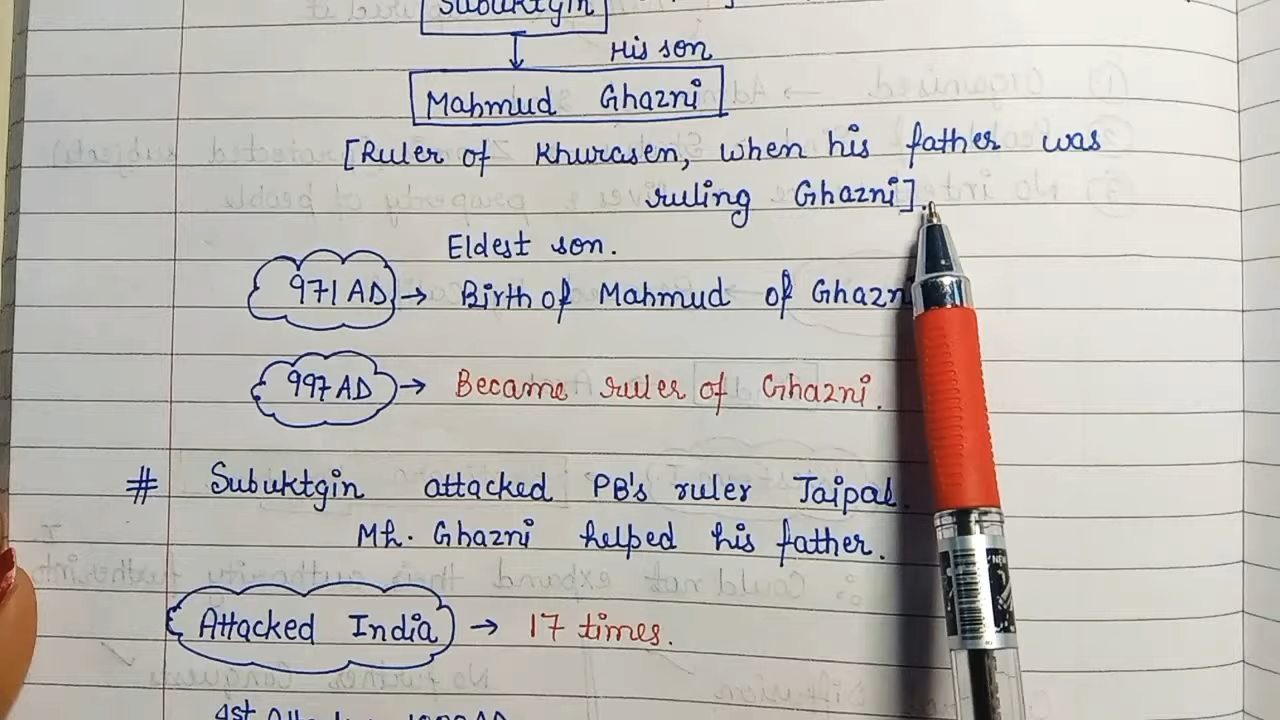 Subuktgin
His son
Mahmud Ghazni
[Ruler of Khurasen, when his father was
ruling Ghazni].
Eldest son.
971 AD → Birth of Mahmud of Ghazn
997 AD → Became ruler of Ghazni.
# Subuktgin attacked PB's ruler Jaipal.
Mh. Ghazni helped his father.
Attacked India → 17 times.